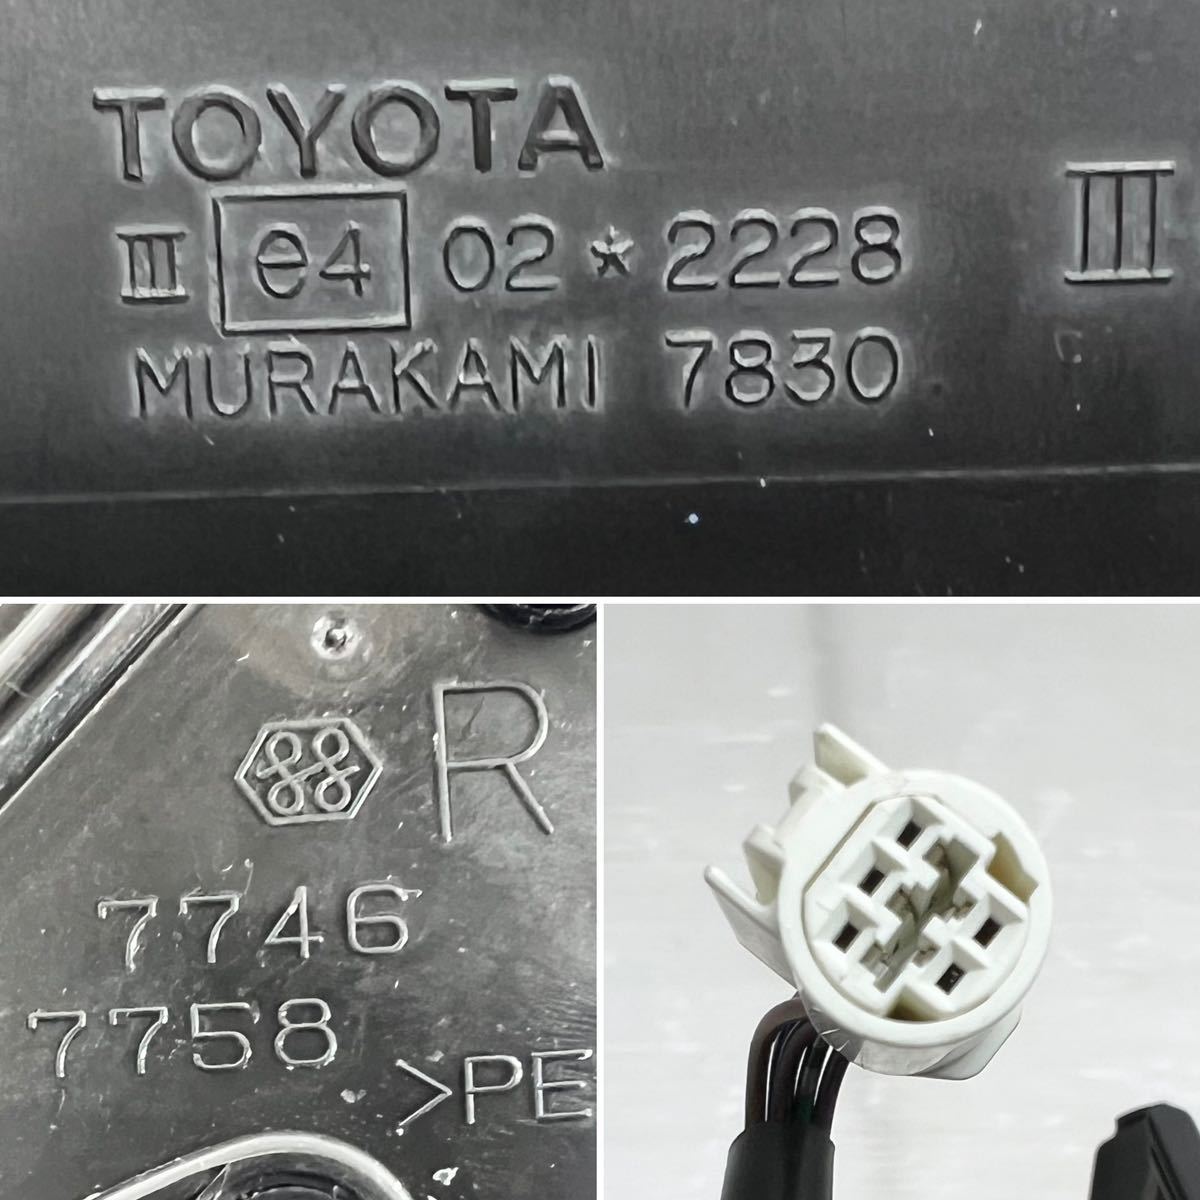 TOYOTA
III e4 02*2228 III
MURAKAMI 7830
R
7746
7758
>PE